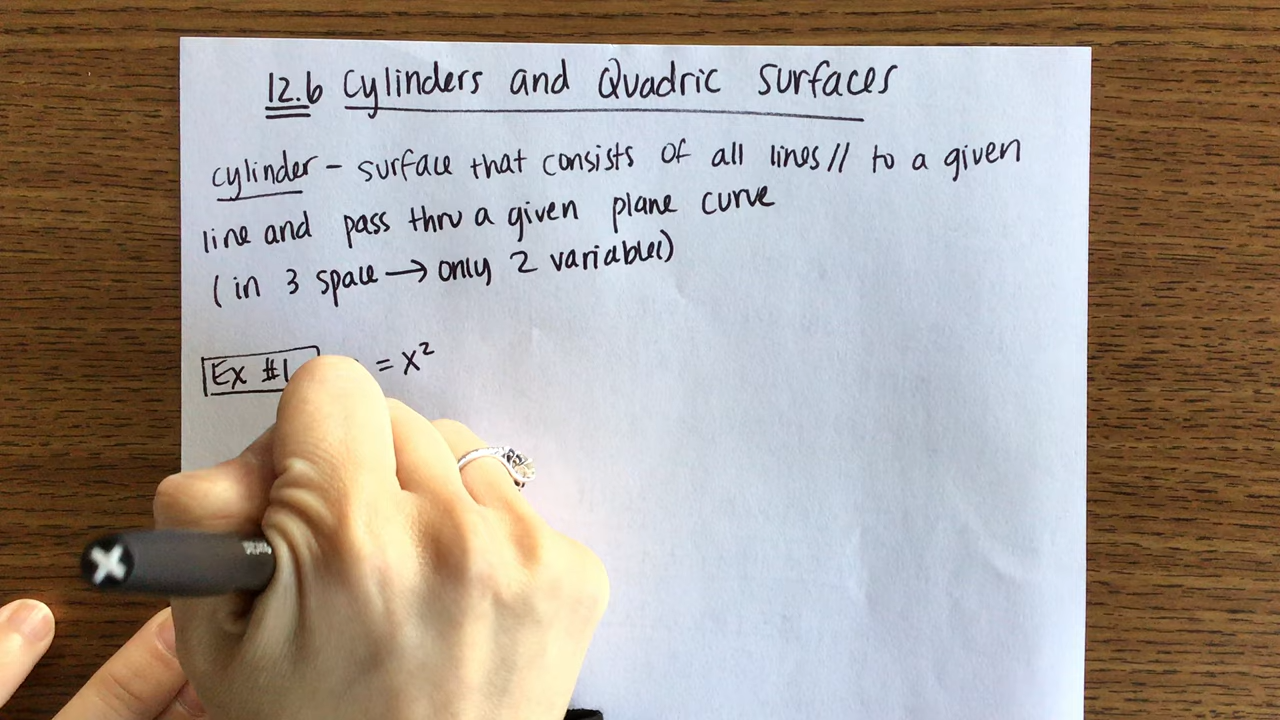 12.6 Cylinders and Quadric Surfaces
cylinder - surface that consists of all lines // to a given
line and pass thru a given plane curve
(in 3 space → only 2 variables)
Ex #1 = x²